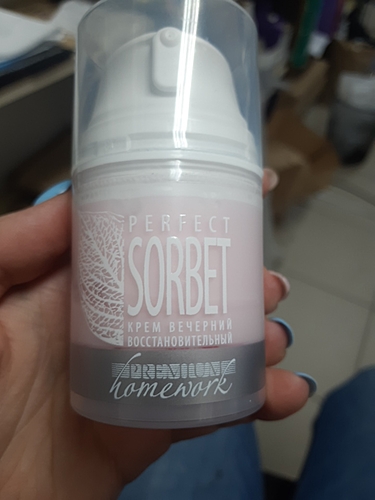 PERFECT
SORBET
КРЕМ ВЕЧЕРНИЙ
ВОССТАНОВИТЕЛЬНЫЙ
PREMIUM
homework